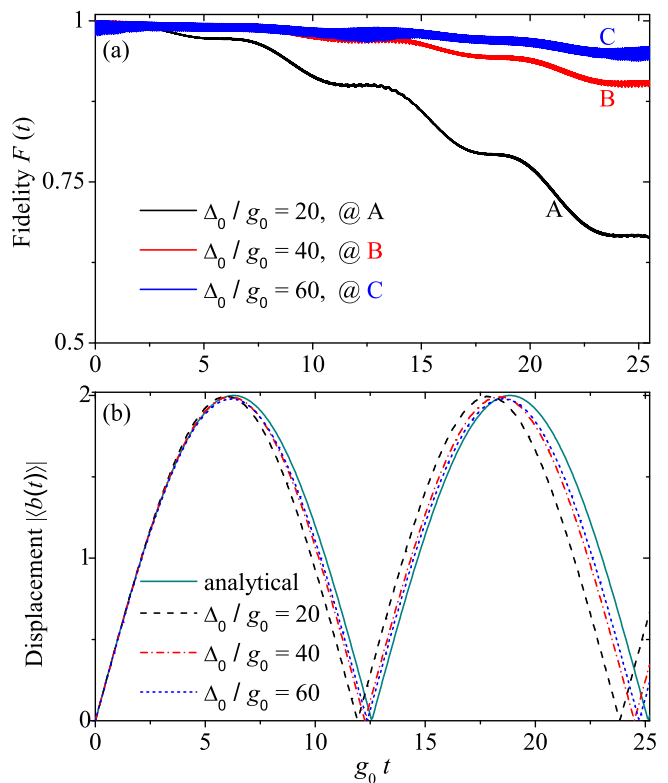 1
(a)
C
B
0.75
A
Fidelity F (t)
Δ₀ / g₀ = 20, @ A
Δ₀ / g₀ = 40, @ B
Δ₀ / g₀ = 60, @ C
0.5
0 5 10 15 20 25
2
(b)
1
Displacement |⟨b(t)⟩|
analytical
Δ₀ / g₀ = 20
Δ₀ / g₀ = 40
Δ₀ / g₀ = 60
0
0 5 10 15 20 25
g₀ t